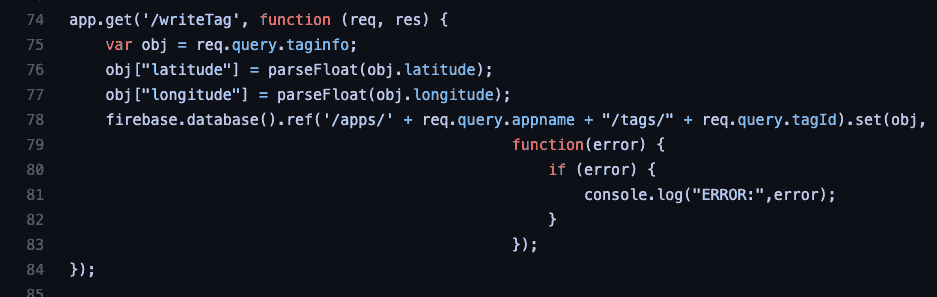 74 app.get('/writeTag', function (req, res) {
75 var obj = req.query.taginfo;
76 obj["latitude"] = parseFloat(obj.latitude);
77 obj["longitude"] = parseFloat(obj.longitude);
78 firebase.database().ref('/apps/' + req.query.appname + "/tags/" + req.query.tagId).set(obj,
79 function(error) {
80 if (error) {
81 console.log("ERROR:",error);
82 }
83 });
84 });
85